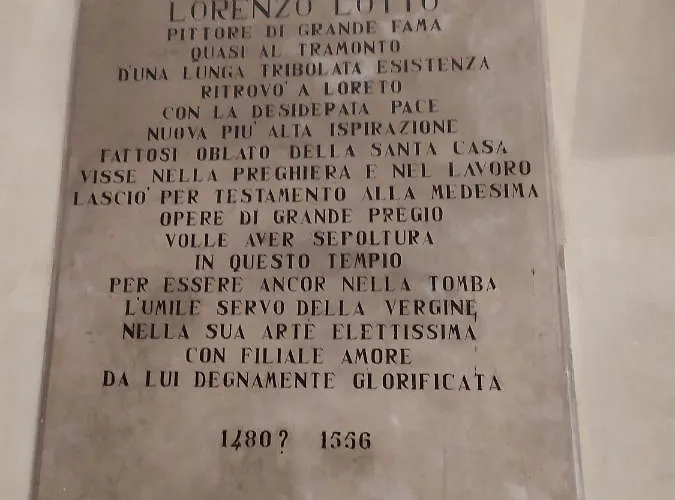 LORENZO LOTTO
PITTORE DI GRANDE FAMA
QUASI AL TRAMONTO
D'UNA LUNGA TRIBOLATA ESISTENZA
RITROVO' A LORETO
CON LA DESIDERATA PACE
NUOVA PIU' ALTA ISPIRAZIONE
FATTOSI OBLATO DELLA SANTA CASA
VISSE NELLA PREGHIERA E NEL LAVORO
LASCIO' PER TESTAMENTO ALLA MEDESIMA
OPERE DI GRANDE PREGIO
VOLLE AVER SEPOLTURA
IN QUESTO TEMPIO
PER ESSERE ANCOR NELLA TOMBA
L'UMILE SERVO DELLA VERGINE
NELLA SUA ARTE ELETTISSIMA
CON FILIALE AMORE
DA LUI DEGNAMENTE GLORIFICATA
1480? 1556